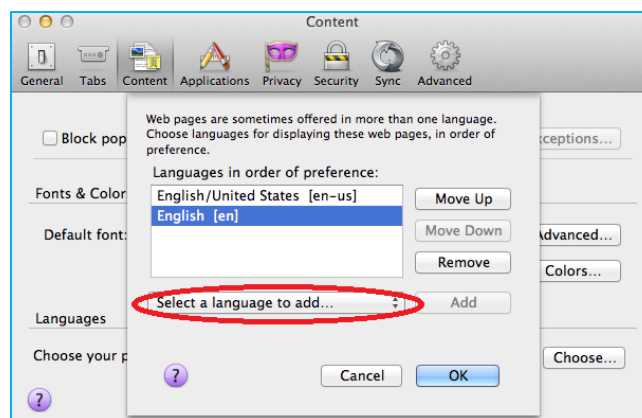 Content
General Tabs Content Applications Privacy Security Sync Advanced
Web pages are sometimes offered in more than one language.
Choose languages for displaying these web pages, in order of
preference.
Block pop
Languages in order of preference:
Fonts & Color
English/United States [en-us]
Move Up
English [en]
Default font:
Move Down
Advanced...
Remove
Colors...
Select a language to add...
Add
Languages
Choose your p
Choose...
?
Cancel
OK
?